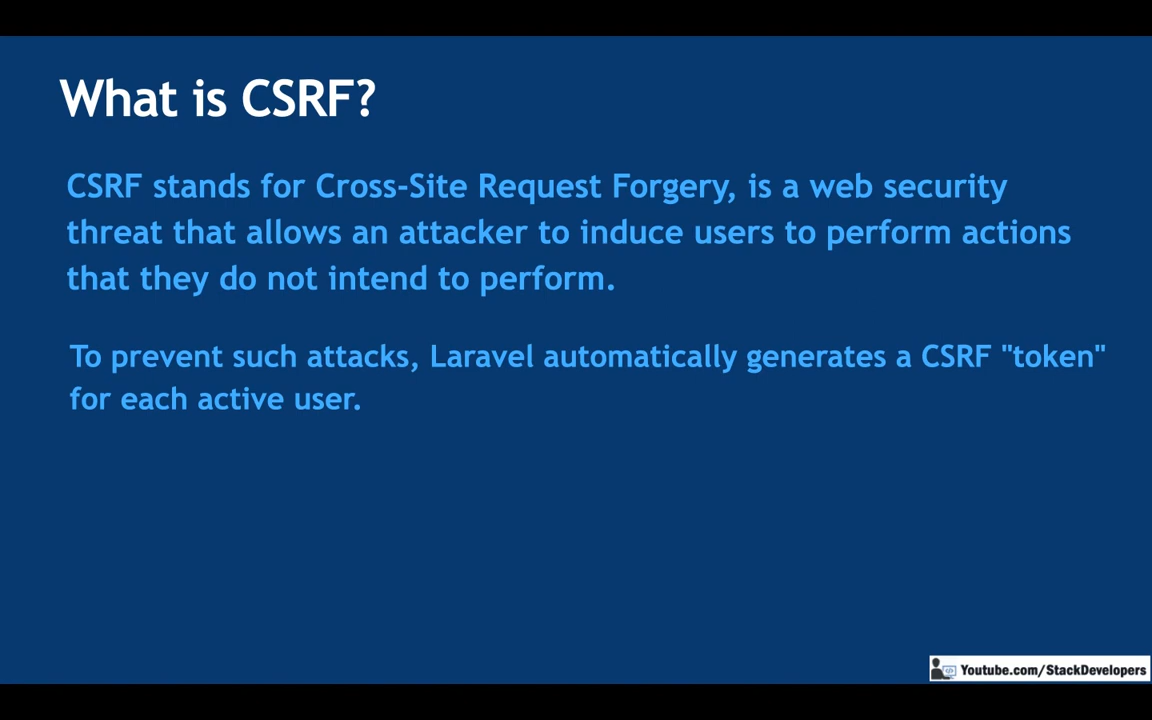 What is CSRF?
CSRF stands for Cross-Site Request Forgery, is a web security
threat that allows an attacker to induce users to perform actions
that they do not intend to perform.
To prevent such attacks, Laravel automatically generates a CSRF "token"
for each active user.
Youtube.com/StackDevelopers